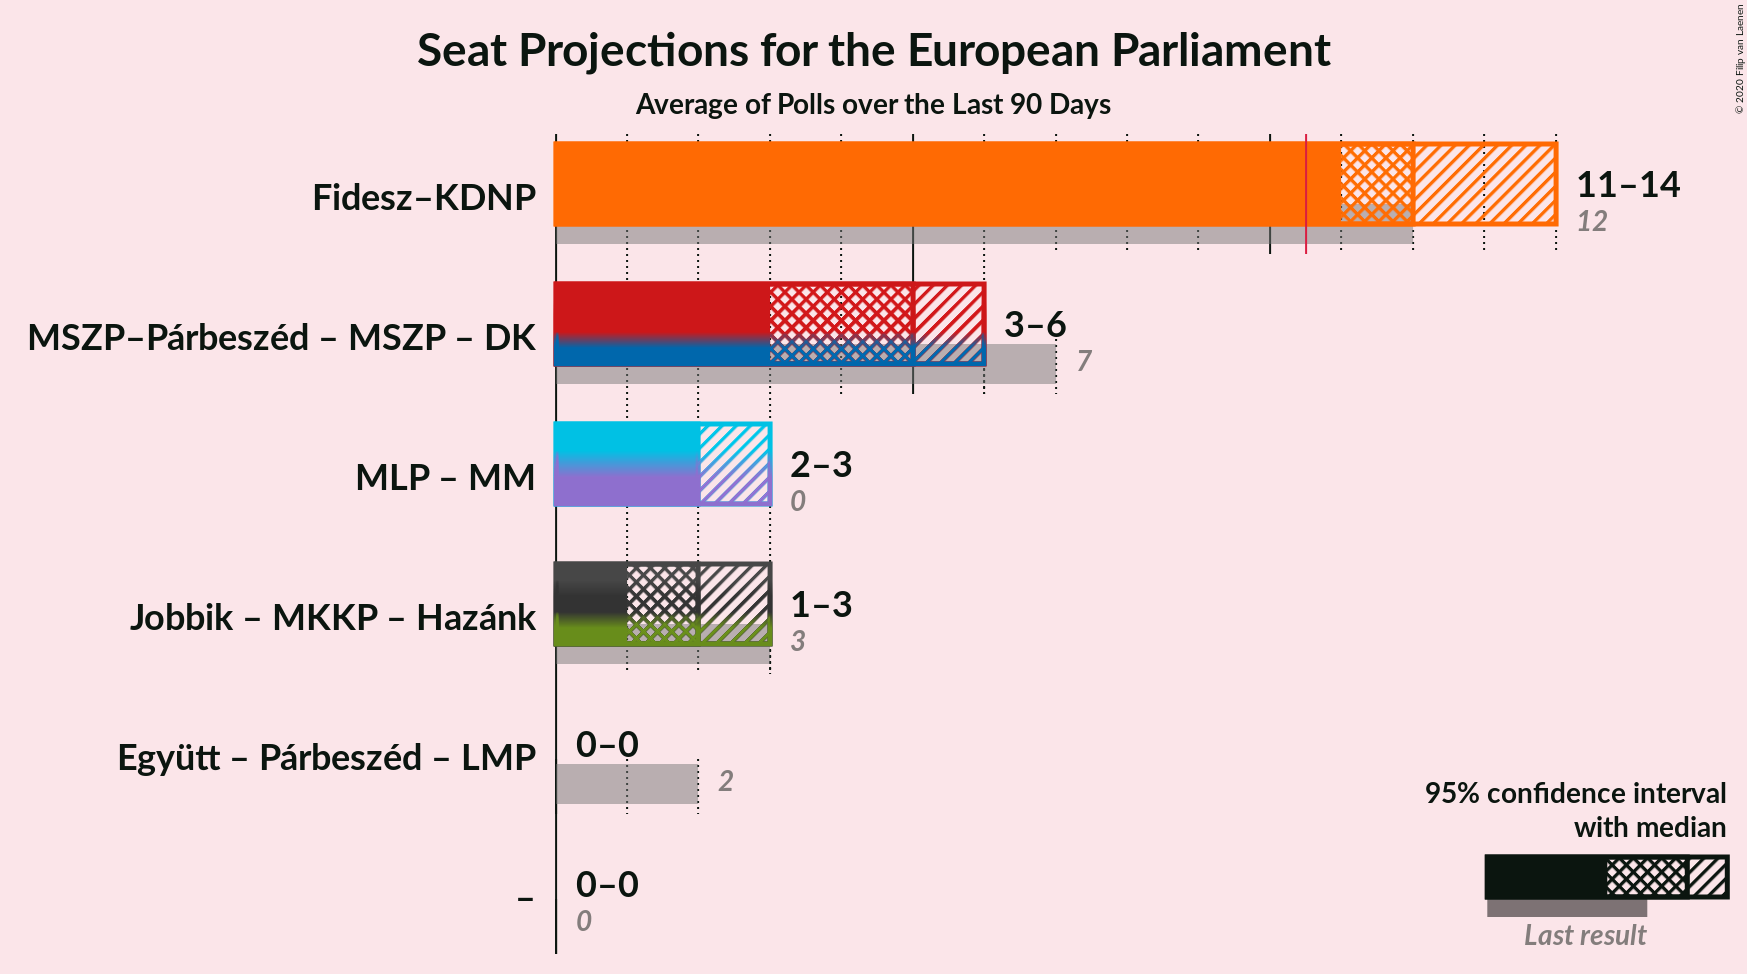 Seat Projections for the European Parliament
Average of Polls over the Last 90 Days
© 2020 Filip van Laenen
Fidesz–KDNP
11–14
12
MSZP–Párbeszéd – MSZP – DK
3–6
7
MLP – MM
2–3
0
Jobbik – MKKP – Hazánk
1–3
3
Együtt – Párbeszéd – LMP
0–0
2
–
0–0
0
95% confidence interval
with median
Last result